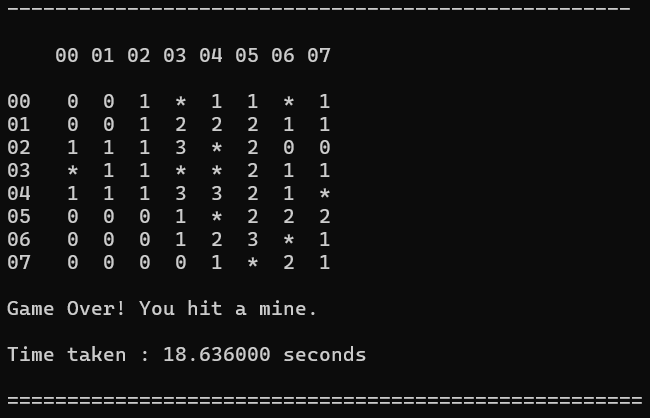 ----------------------------------------------------
    00 01 02 03 04 05 06 07
00   0  0  1  *  1  1  *  1
01   0  0  1  2  2  2  1  1
02   1  1  1  3  *  2  0  0
03   *  1  1  *  *  2  1  1
04   1  1  1  3  3  2  1  *
05   0  0  0  1  *  2  2  2
06   0  0  0  1  2  3  *  1
07   0  0  0  0  1  *  2  1
Game Over! You hit a mine.
Time taken : 18.636000 seconds
=====================================================